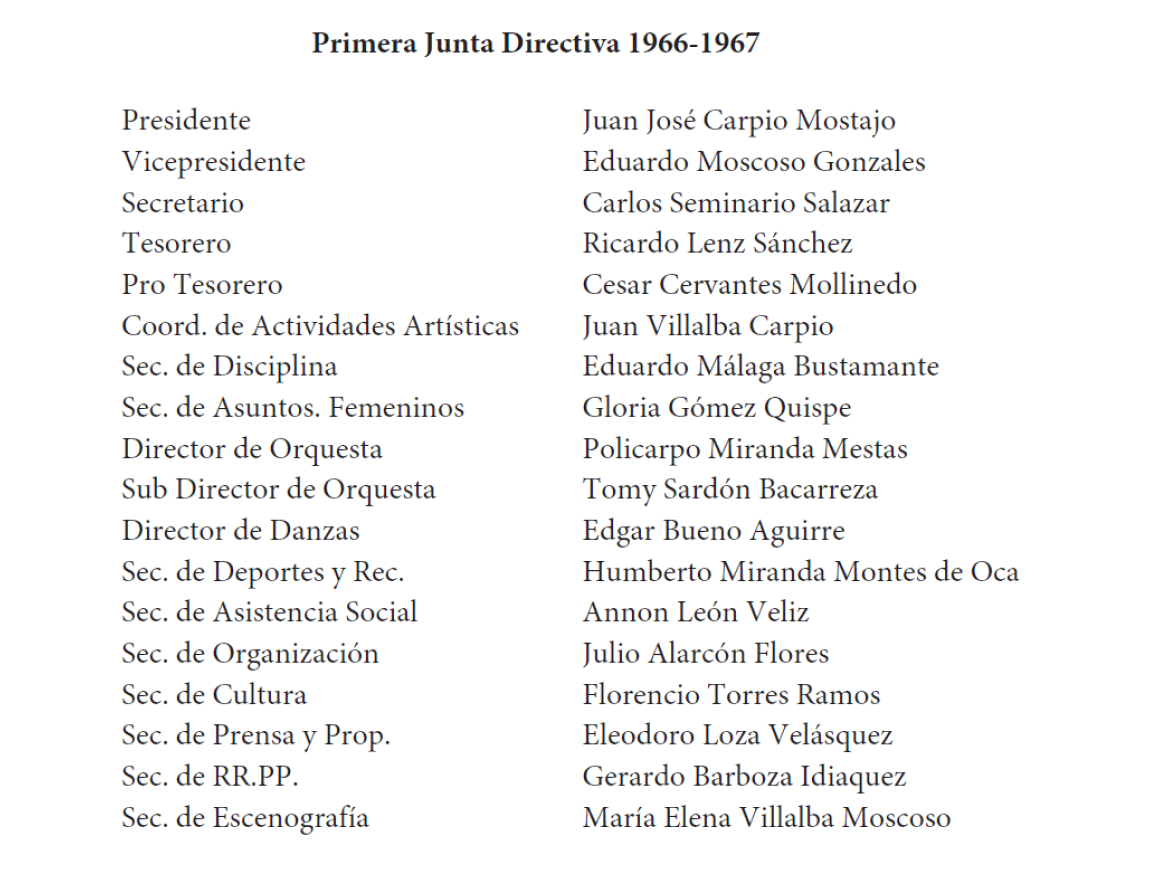 Primera Junta Directiva 1966-1967
Presidente Juan José Carpio Mostajo
Vicepresidente Eduardo Moscoso Gonzales
Secretario Carlos Seminario Salazar
Tesorero Ricardo Lenz Sánchez
Pro Tesorero Cesar Cervantes Mollinedo
Coord. de Actividades Artísticas Juan Villalba Carpio
Sec. de Disciplina Eduardo Málaga Bustamante
Sec. de Asuntos. Femeninos Gloria Gómez Quispe
Director de Orquesta Policarpo Miranda Mestas
Sub Director de Orquesta Tomy Sardón Bacarreza
Director de Danzas Edgar Bueno Aguirre
Sec. de Deportes y Rec. Humberto Miranda Montes de Oca
Sec. de Asistencia Social Annon León Veliz
Sec. de Organización Julio Alarcón Flores
Sec. de Cultura Florencio Torres Ramos
Sec. de Prensa y Prop. Eleodoro Loza Velásquez
Sec. de RR.PP. Gerardo Barboza Idiaquez
Sec. de Escenografía María Elena Villalba Moscoso